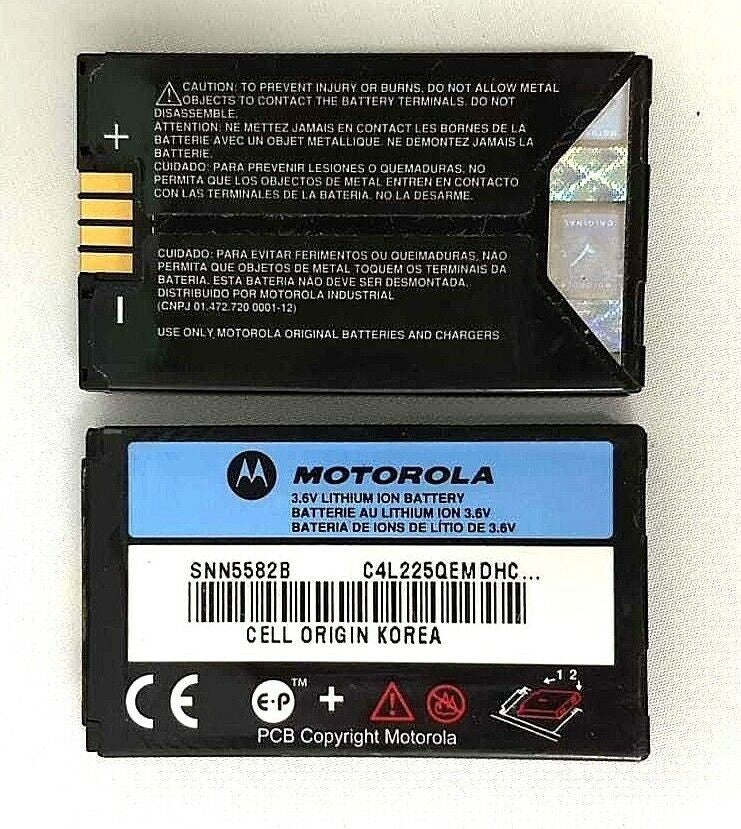 CAUTION: TO PREVENT INJURY OR BURNS, DO NOT ALLOW METAL
OBJECTS TO CONTACT THE BATTERY TERMINALS. DO NOT
DISASSEMBLE.
ATTENTION: NE METTEZ JAMAIS EN CONTACT LES BORNES DE LA
BATTERIE AVEC UN OBJET METALLIQUE. NE DEMONTEZ JAMAIS LA
BATTERIE.
CUIDADO: PARA PREVENIR LESIONES O QUEMADURAS, NO
PERMITA QUE LOS OBJECTOS DE METAL ENTREN EN CONTACTO
CON LAS TERMINALES DE LA BATERIA. NO LA DESARME.
+
CUIDADO: PARA EVITAR FERIMENTOS OU QUEIMADURAS, NÃO
PERMITA QUE OBJETOS DE METAL TOQUEM OS TERMINAIS DA
BATERIA. ESTA BATERIA NÃO DEVE SER DESMONTADA.
DISTRIBUIDO POR MOTOROLA INDUSTRIAL
(CNPJ 01.472.720 0001-12)
−
USE ONLY MOTOROLA ORIGINAL BATTERIES AND CHARGERS
ORIGINAL
MOTOROLA
3.6V LITHIUM ION BATTERY
BATTERIE AU LITHIUM ION 3.6V
BATERIA DE IONS DE LÍTIO DE 3.6V
SNN5582B C4L225QEMDHC...
CELL ORIGIN KOREA
CE E·P™ + 1 2
PCB Copyright Motorola